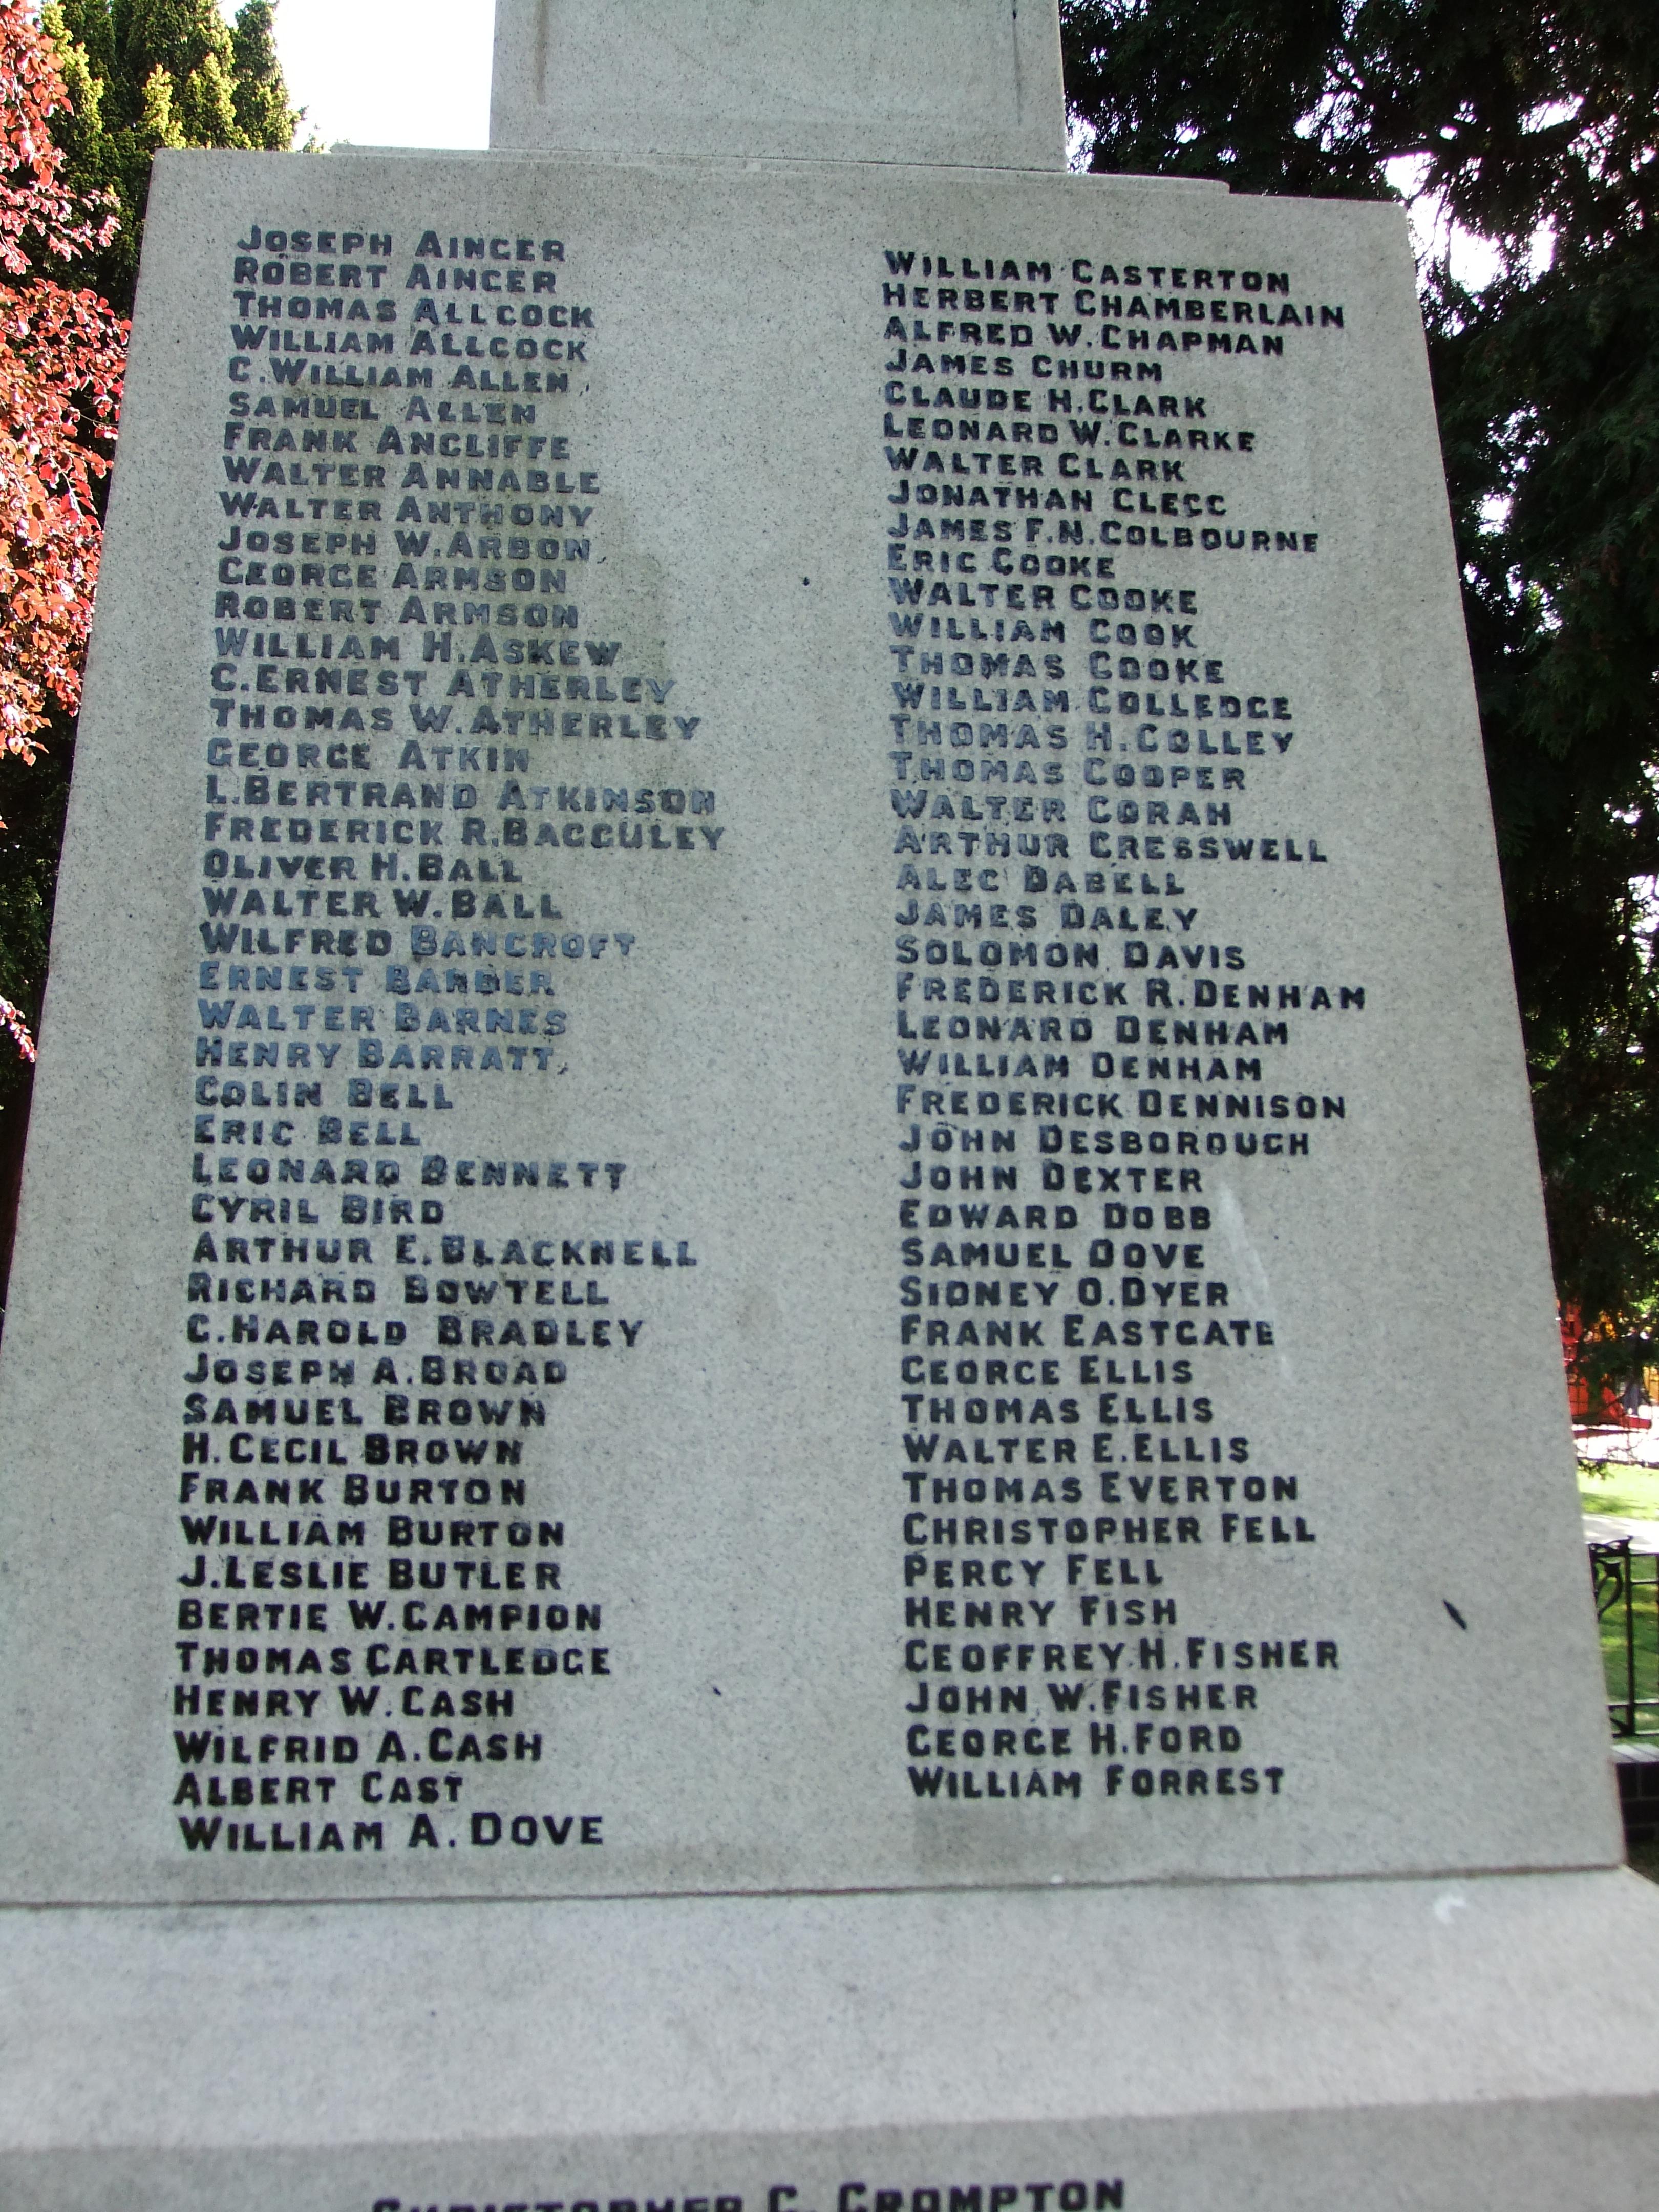 JOSEPH AINGER
ROBERT AINGER
THOMAS ALLCOCK
WILLIAM ALLCOCK
G. WILLIAM ALLEN
SAMUEL ALLEN
FRANK ANCLIFFE
WALTER ANNABLE
WALTER ANTHONY
JOSEPH W. ARBON
GEORGE ARMSON
ROBERT ARMSON
WILLIAM H. ASKEW
C. ERNEST ATHERLEY
THOMAS W. ATHERLEY
GEORGE ATKIN
L. BERTRAND ATKINSON
FREDERICK R. BAGGULEY
OLIVER H. BALL
WALTER W. BALL
WILFRED BANCROFT
ERNEST BARBER
WALTER BARNES
HENRY BARRATT
COLIN BELL
ERIC BELL
LEONARD BENNETT
CYRIL BIRD
ARTHUR E. BLACKNELL
RICHARD BOWTELL
C. HAROLD BRADLEY
JOSEPH A. BROAD
SAMUEL BROWN
H. CECIL BROWN
FRANK BURTON
WILLIAM BURTON
J. LESLIE BUTLER
BERTIE W. CAMPION
THOMAS CARTLEDGE
HENRY W. CASH
WILFRID A. CASH
ALBERT CAST
WILLIAM A. DOVE
WILLIAM CASTERTON
HERBERT CHAMBERLAIN
ALFRED W. CHAPMAN
JAMES CHURM
CLAUDE H. CLARK
LEONARD W. CLARKE
WALTER CLARK
JONATHAN CLEGG
JAMES F. N. COLBOURNE
ERIC COOKE
WALTER COOKE
WILLIAM COOK
THOMAS COOKE
WILLIAM COLLEDGE
THOMAS H. COLLEY
THOMAS COOPER
WALTER CORAH
ARTHUR CRESSWELL
ALEC DABELL
JAMES DALEY
SOLOMON DAVIS
FREDERICK R. DENHAM
LEONARD DENHAM
WILLIAM DENHAM
FREDERICK DENNISON
JOHN DESBOROUGH
JOHN DEXTER
EDWARD DOBB
SAMUEL DOVE
SIDNEY O. DYER
FRANK EASTGATE
GEORGE ELLIS
THOMAS ELLIS
WALTER E. ELLIS
THOMAS EVERTON
CHRISTOPHER FELL
PERCY FELL
HENRY FISH
GEOFFREY H. FISHER
JOHN W. FISHER
GEORGE H. FORD
WILLIAM FORREST
CHRISTOPHER C. CROMPTON